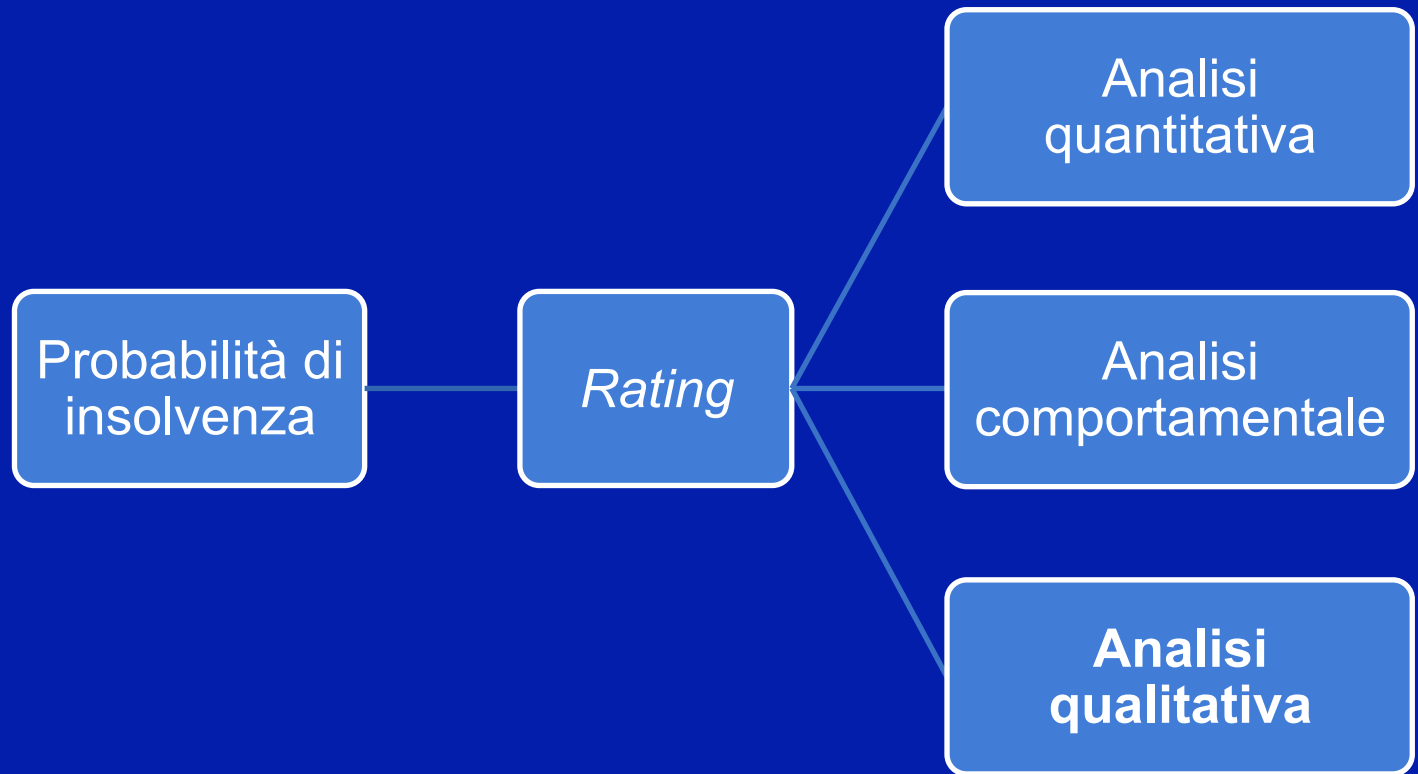 Probabilità di
insolvenza
Rating
Analisi
quantitativa
Analisi
comportamentale
Analisi
qualitativa